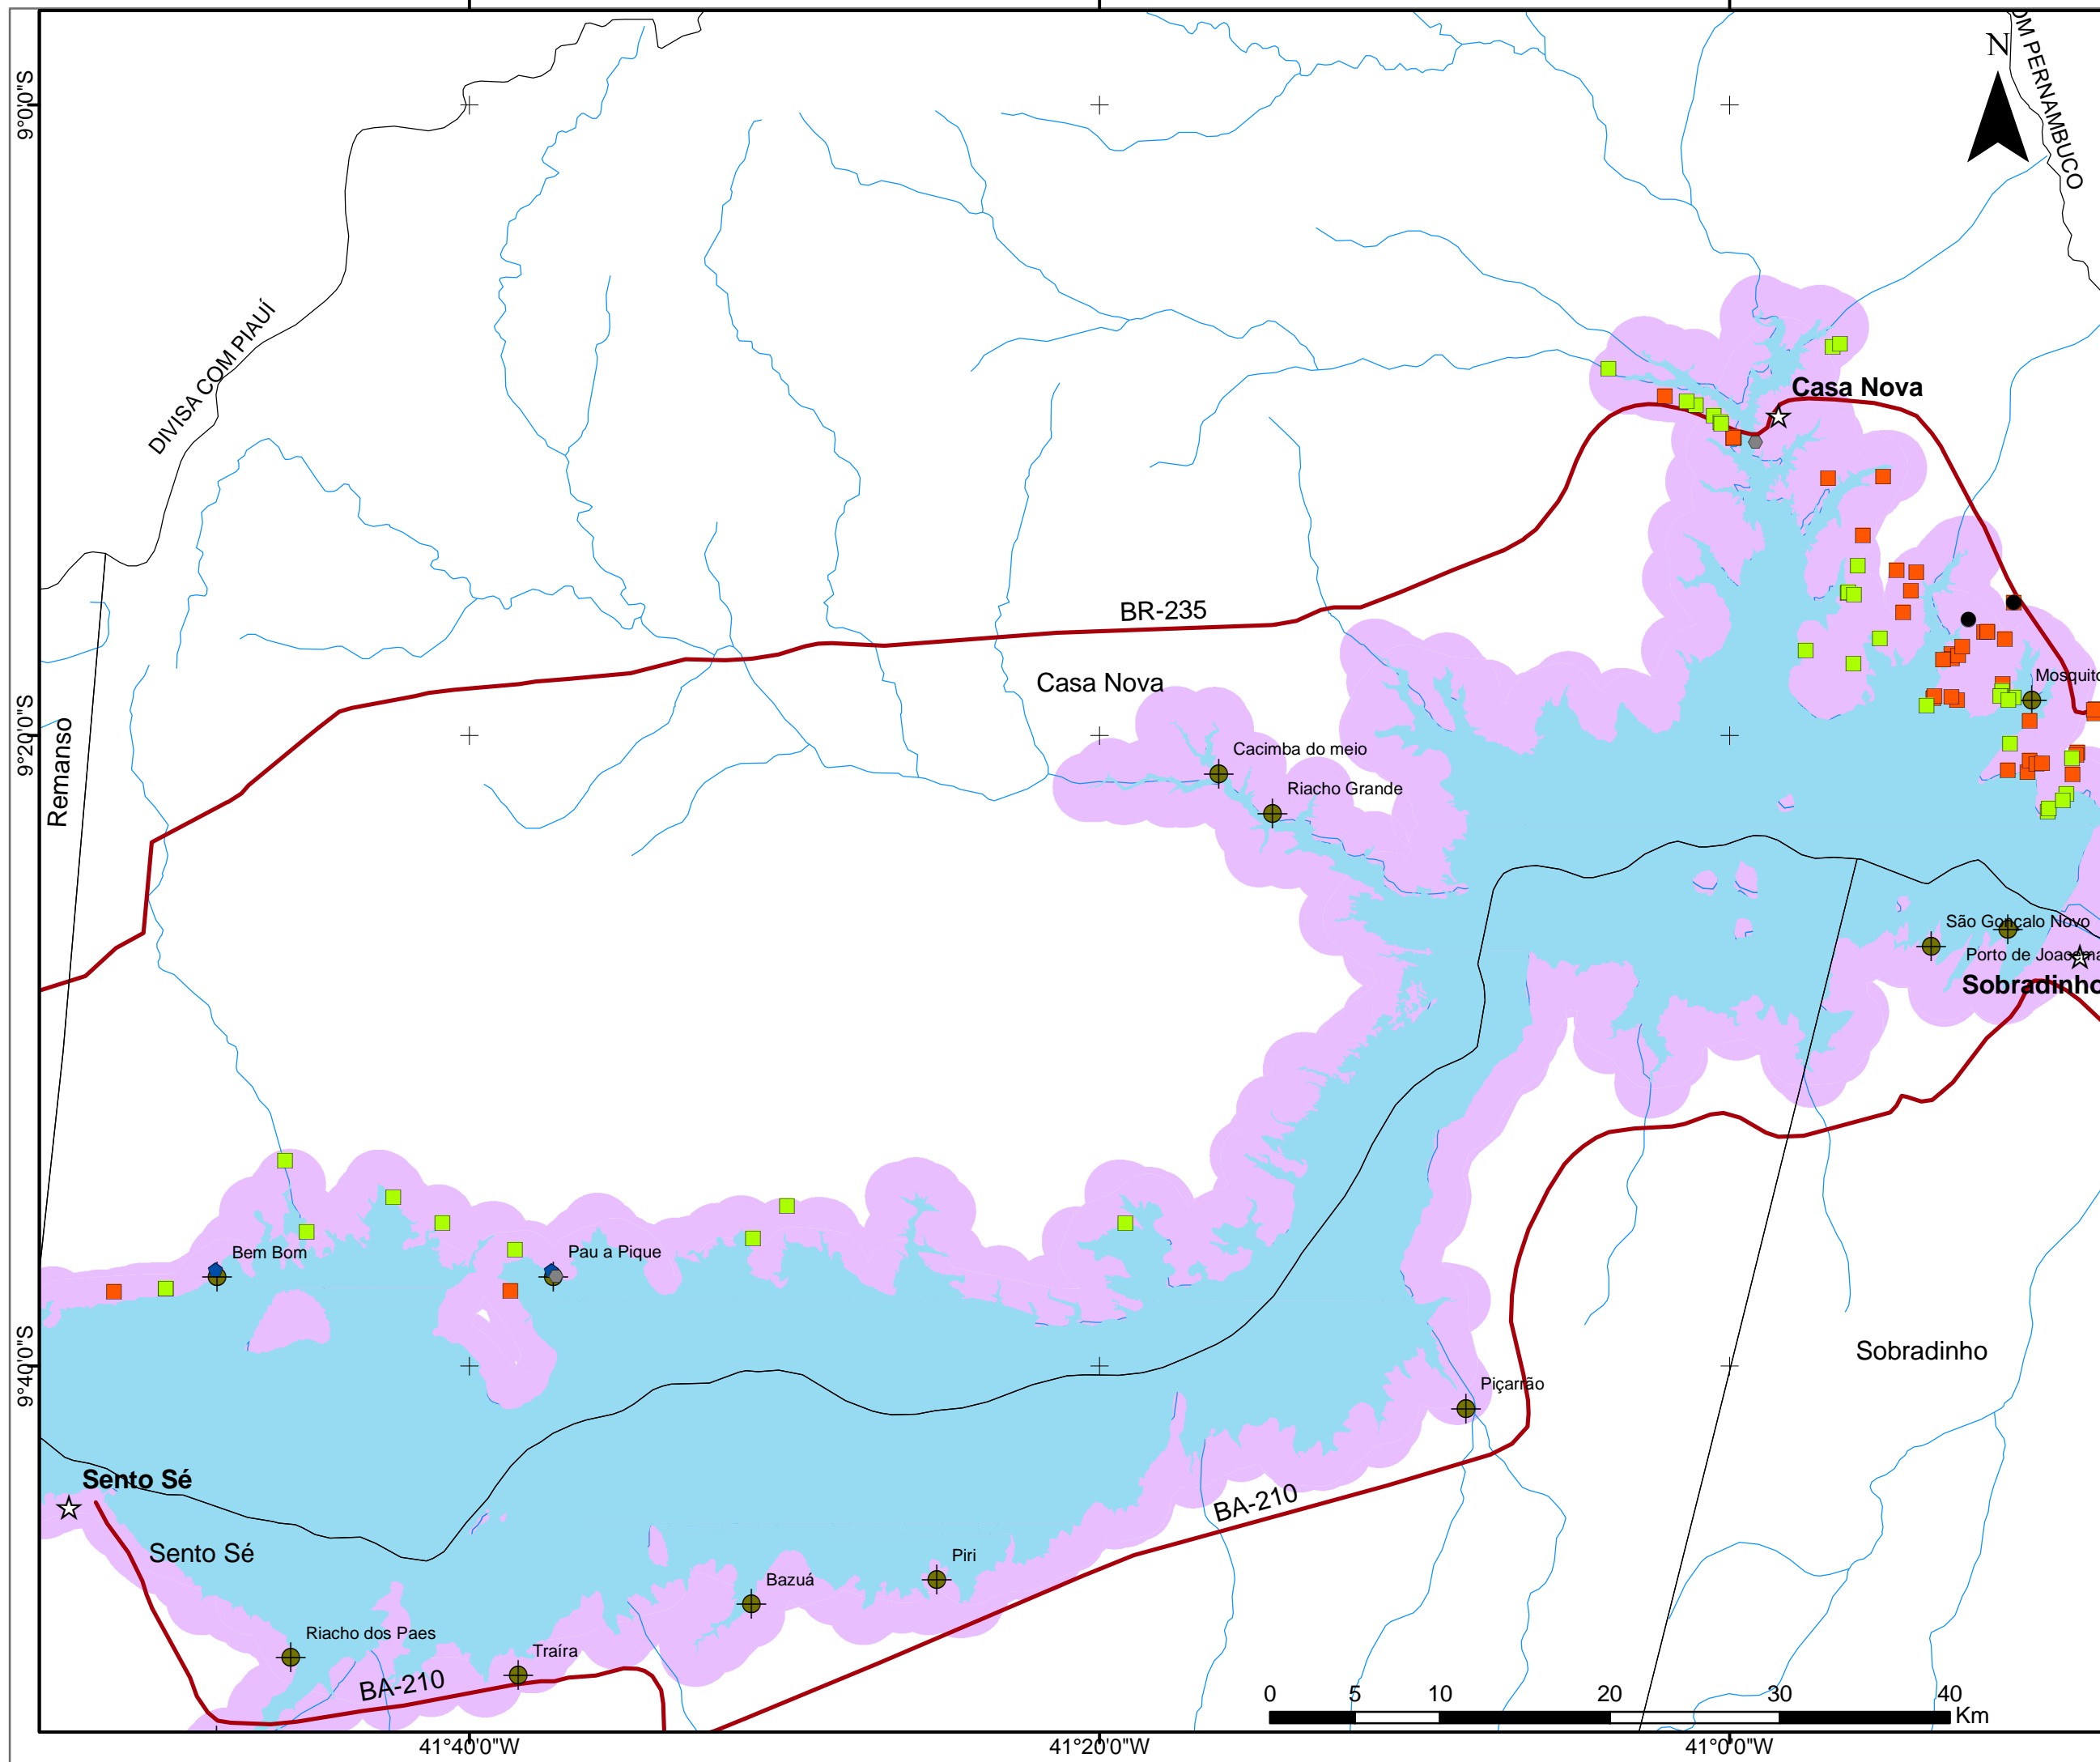 N
OM PERNAMBUCO
9°0'0"S
DIVISA COM PIAUÍ
Casa Nova
BR-235
Casa Nova
Mosquito
Remanso
9°20'0"S
Cacimba do meio
Riacho Grande
São Gonçalo Novo
Porto de Joacema
Sobradinho
Bem Bom
Pau a Pique
9°40'0"S
Sobradinho
Piçarrão
Sento Sé
BA-210
Sento Sé
Piri
Bazuá
Riacho dos Paes
Traíra
BA-210
0 5 10 20 30 40
Km
41°40'0"W 41°20'0"W 41°0'0"W